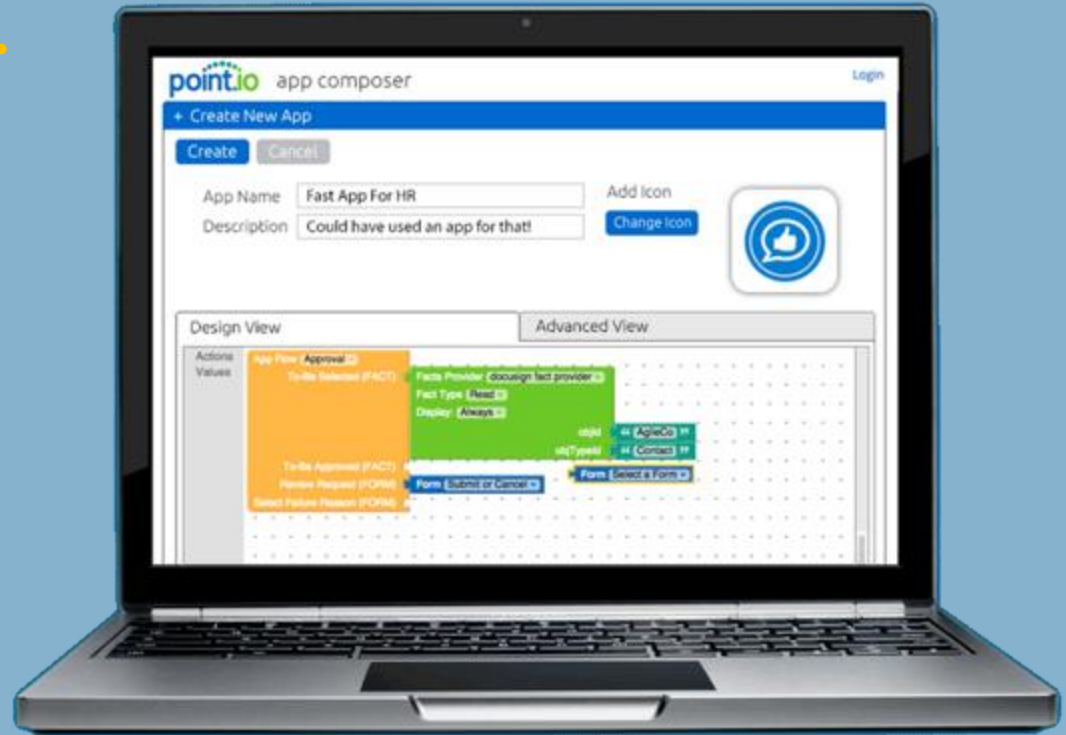 point.io app composer
Login
+ Create New App
Create Cancel
App Name Fast App For HR
Add Icon
Description Could have used an app for that!
Change Icon
Design View
Advanced View
Actions
Values
App Flow Approval
To-Be Selected (FACT)
Facts Provider docusign fact provider
Fact Type Read
Display: Always
objId “ AgileCo ”
objTypeId “ Contact ”
To-Be Approved (FACT)
Review Request (FORM) Form Submit or Cancel
Form Select a Form
Select Failure Reason (FORM)